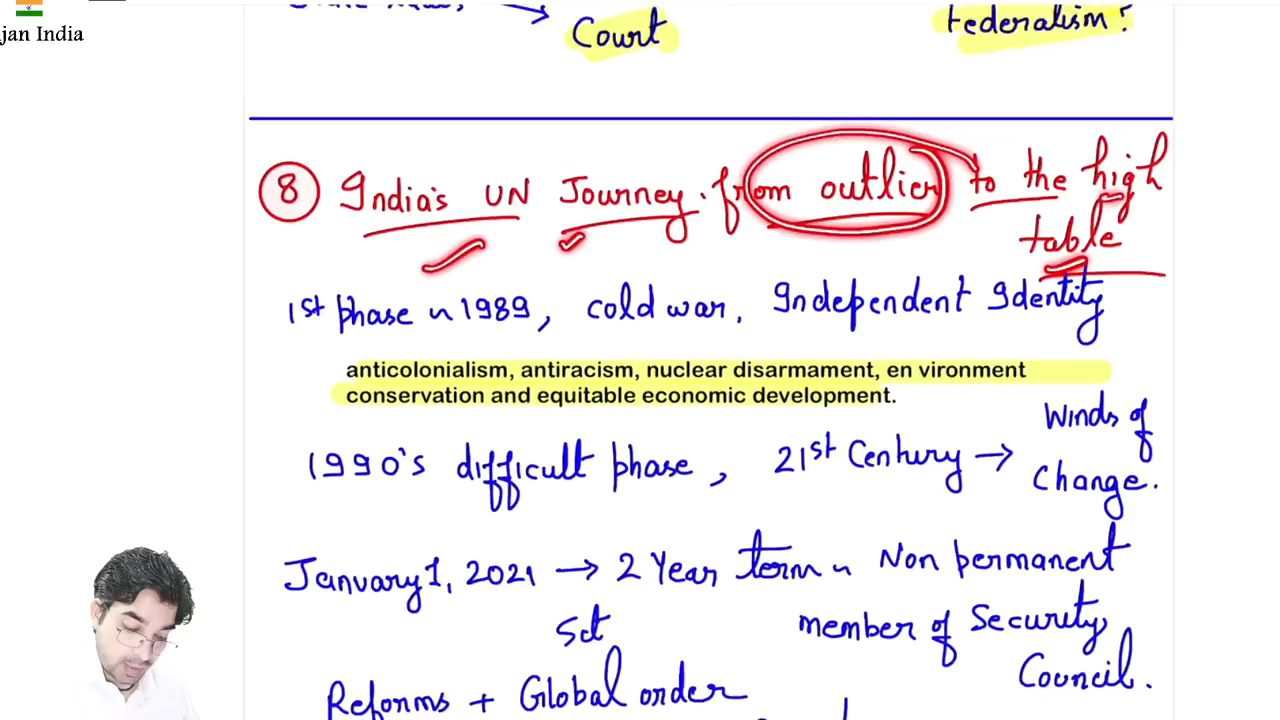 jan India
Court
Federalism?
8 India's UN Journey from outlier to the high
table
1st phase 1989, cold war. Independent Identity
anticolonialism, antiracism, nuclear disarmament, en vironment
conservation and equitable economic development.
Winds of
1990's difficult phase, 21st Century →
Change.
January 1, 2021 → 2 Year term Non permanent
member of Security
Council.
Reforms + Global order